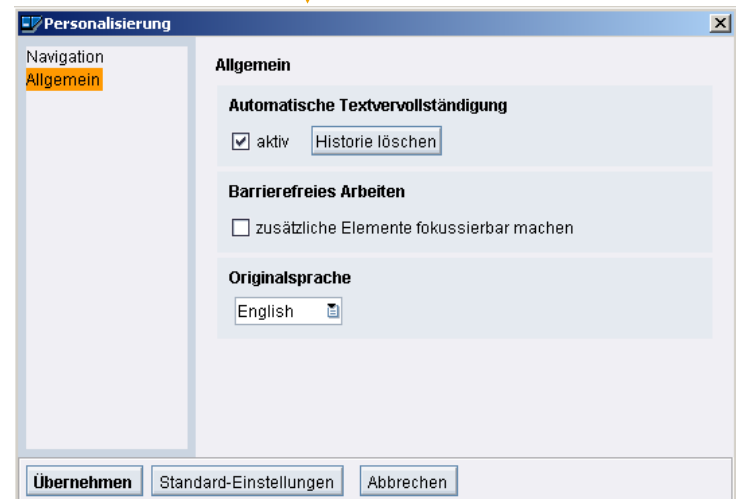 Personalisierung
Navigation
Allgemein
Allgemein
Automatische Textvervollständigung
aktiv Historie löschen
Barrierefreies Arbeiten
zusätzliche Elemente fokussierbar machen
Originalsprache
English
Übernehmen Standard-Einstellungen Abbrechen